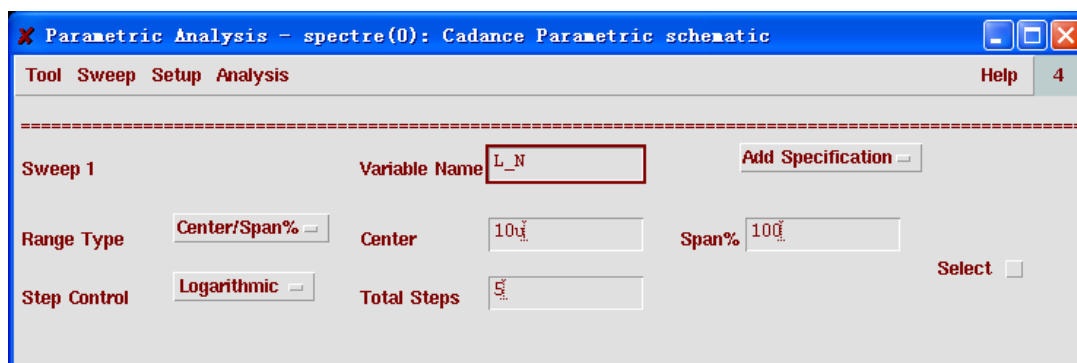 Parametric Analysis - spectre(0): Cadance Parametric schematic
Tool Sweep Setup Analysis Help 4
Sweep 1 Variable Name L_N Add Specification
Range Type Center/Span% Center 10u Span% 100
Select
Step Control Logarithmic Total Steps 5